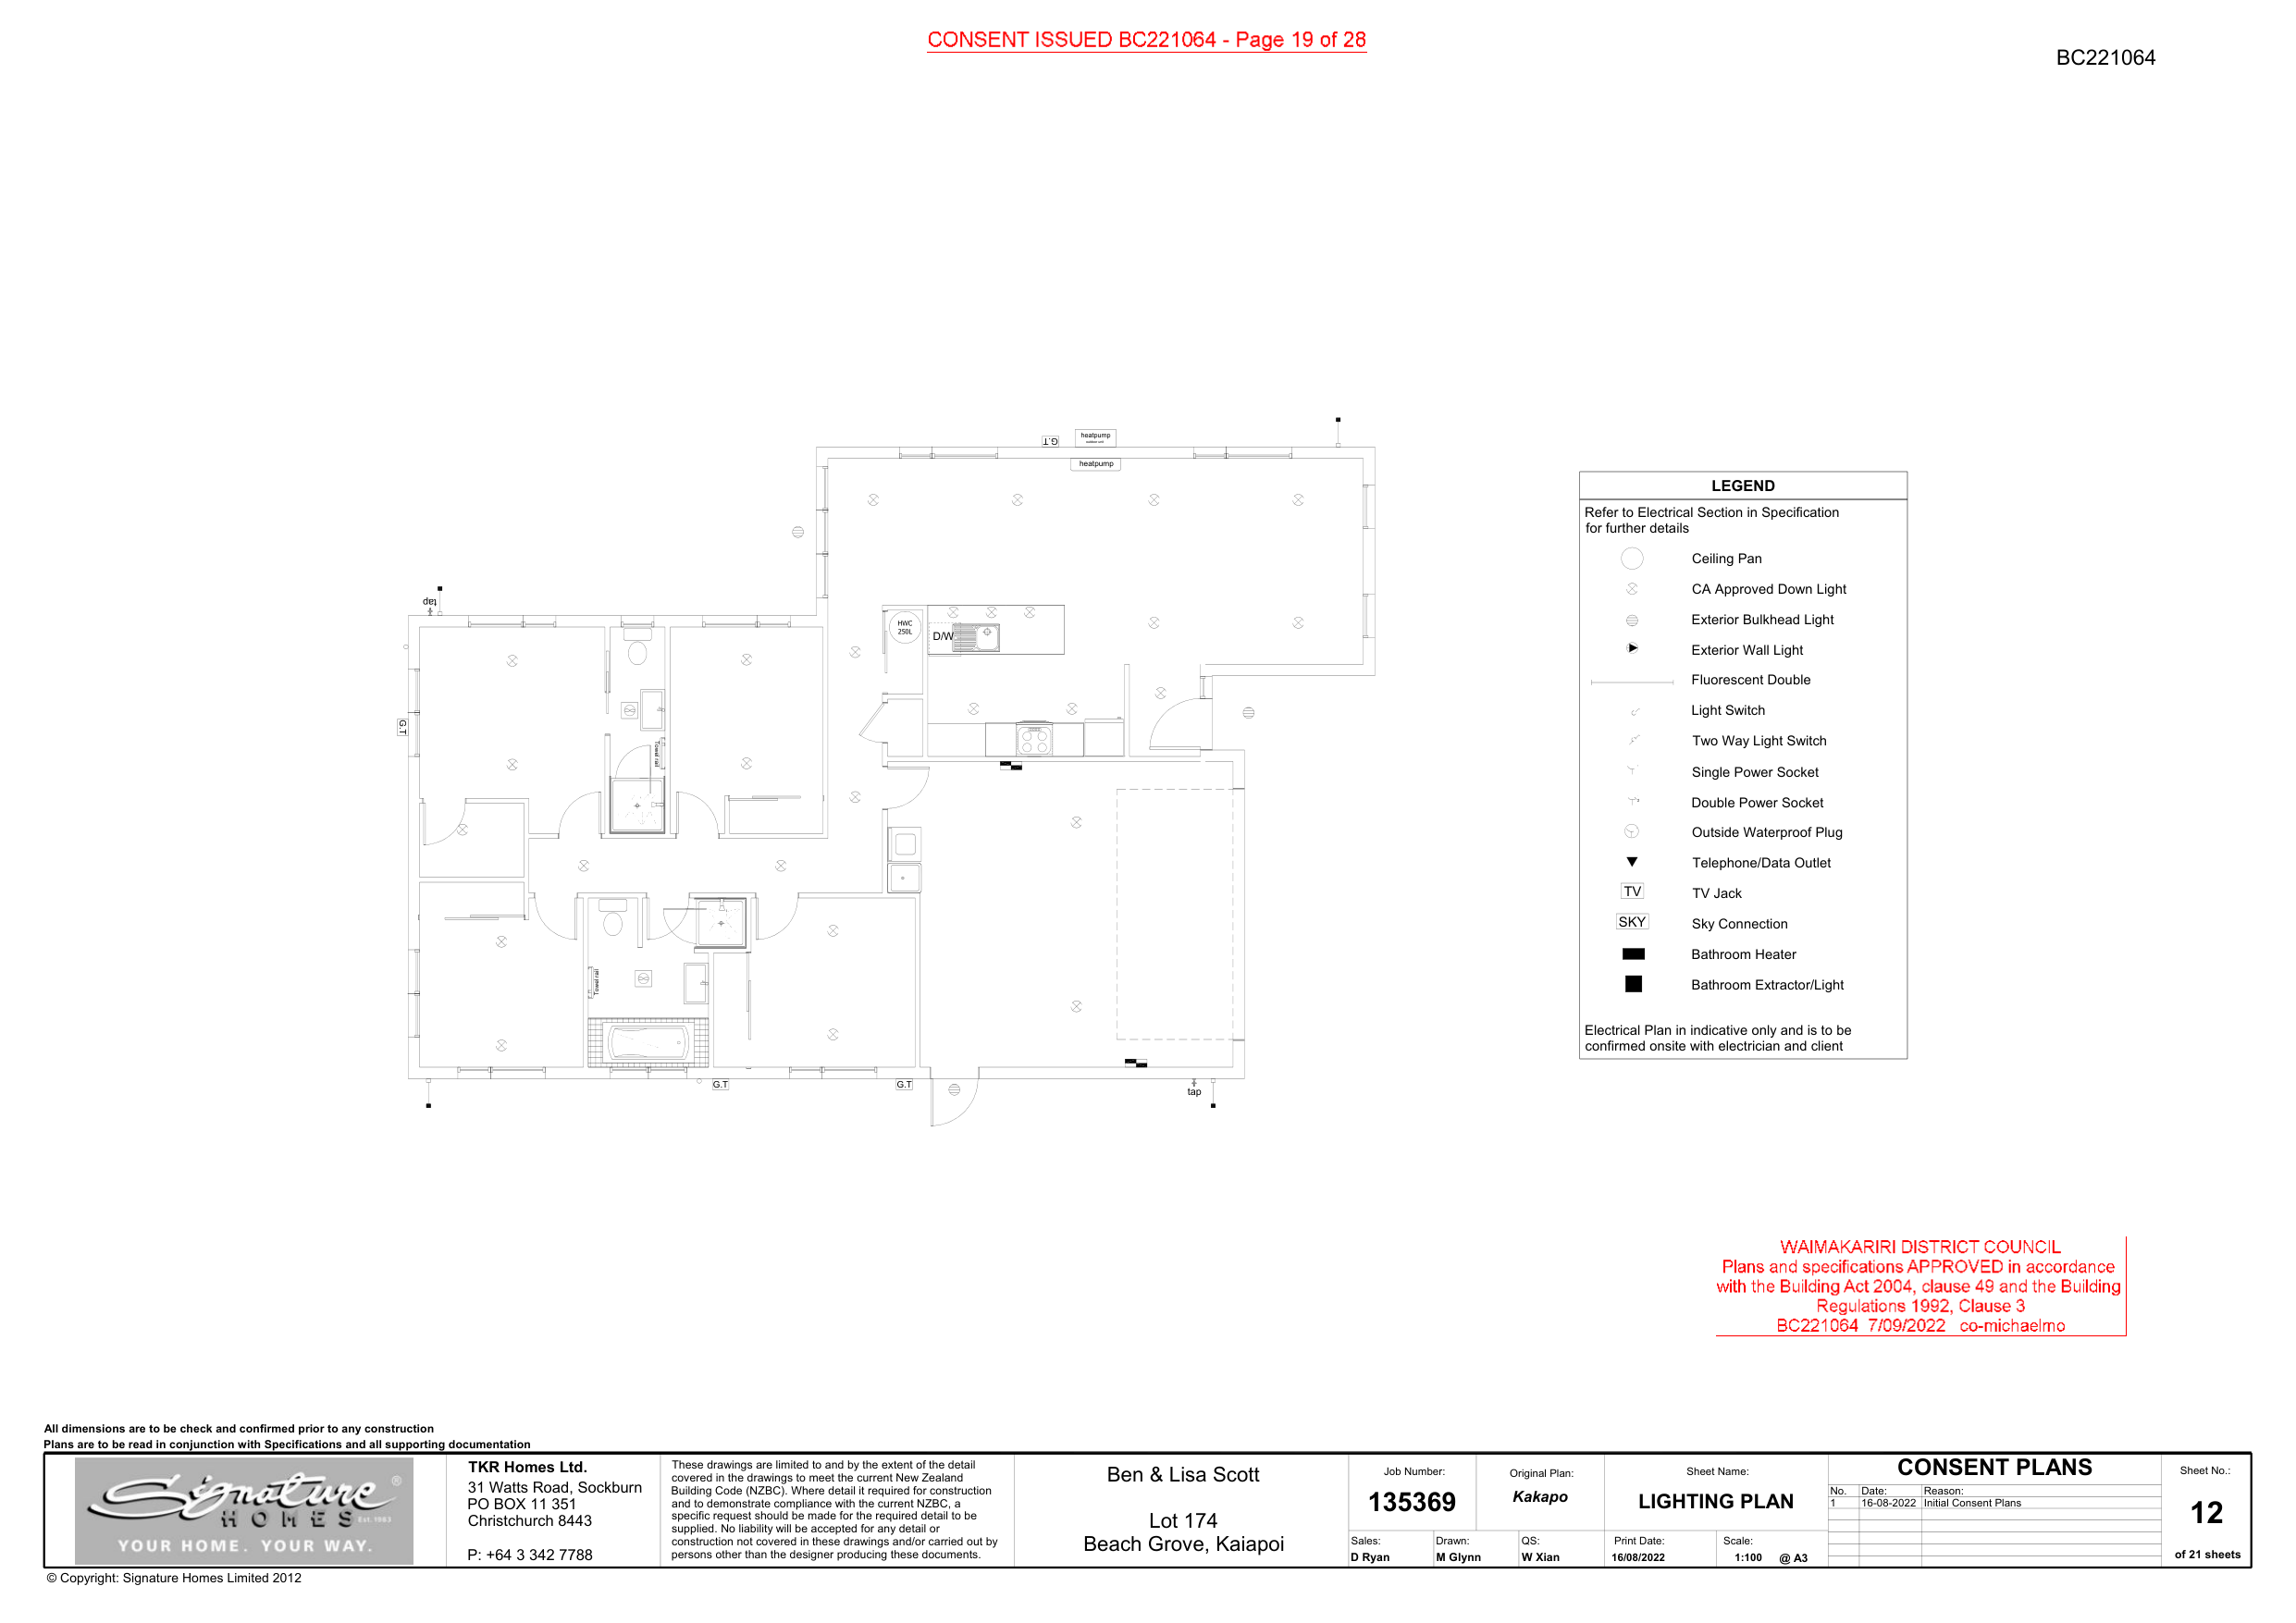 CONSENT ISSUED BC221064 - Page 19 of 28
BC221064
G.T
heatpump
heatpump
tap
HWC
250L
D/W
G.T
Towel rail
Towel rail
G.T
G.T
tap
LEGEND
Refer to Electrical Section in Specification
for further details
Ceiling Pan
CA Approved Down Light
Exterior Bulkhead Light
Exterior Wall Light
Fluorescent Double
Light Switch
Two Way Light Switch
Single Power Socket
Double Power Socket
Outside Waterproof Plug
Telephone/Data Outlet
TV TV Jack
SKY Sky Connection
Bathroom Heater
Bathroom Extractor/Light
Electrical Plan in indicative only and is to be
confirmed onsite with electrician and client
WAIMAKARIRI DISTRICT COUNCIL
Plans and specifications APPROVED in accordance
with the Building Act 2004, clause 49 and the Building
Regulations 1992, Clause 3
BC221064 7/09/2022 co-michaelmo
All dimensions are to be check and confirmed prior to any construction
Plans are to be read in conjunction with Specifications and all supporting documentation
Signature ®
HOMES Est. 1983
YOUR HOME. YOUR WAY.
TKR Homes Ltd.
31 Watts Road, Sockburn
PO BOX 11 351
Christchurch 8443
P: +64 3 342 7788
These drawings are limited to and by the extent of the detail
covered in the drawings to meet the current New Zealand
Building Code (NZBC). Where detail it required for construction
and to demonstrate compliance with the current NZBC, a
specific request should be made for the required detail to be
supplied. No liability will be accepted for any detail or
construction not covered in these drawings and/or carried out by
persons other than the designer producing these documents.
Ben & Lisa Scott
Lot 174
Beach Grove, Kaiapoi
Job Number:
135369
Original Plan:
Kakapo
Sheet Name:
LIGHTING PLAN
Sales:
D Ryan
Drawn:
M Glynn
QS:
W Xian
Print Date:
16/08/2022
Scale:
1:100 @ A3
CONSENT PLANS
No. Date: Reason:
1 16-08-2022 Initial Consent Plans
Sheet No.:
12
of 21 sheets
© Copyright: Signature Homes Limited 2012